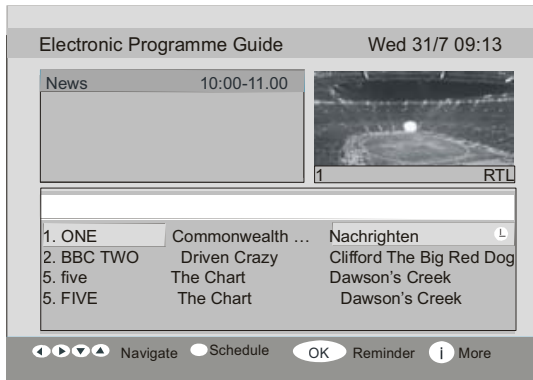 Electronic Programme Guide Wed 31/7 09:13
News 10:00-11.00
1 RTL
1. ONE Commonwealth ... Nachrichten
2. BBC TWO Driven Crazy Clifford The Big Red Dog
5. five The Chart Dawson's Creek
5. FIVE The Chart Dawson's Creek
Navigate Schedule OK Reminder i More